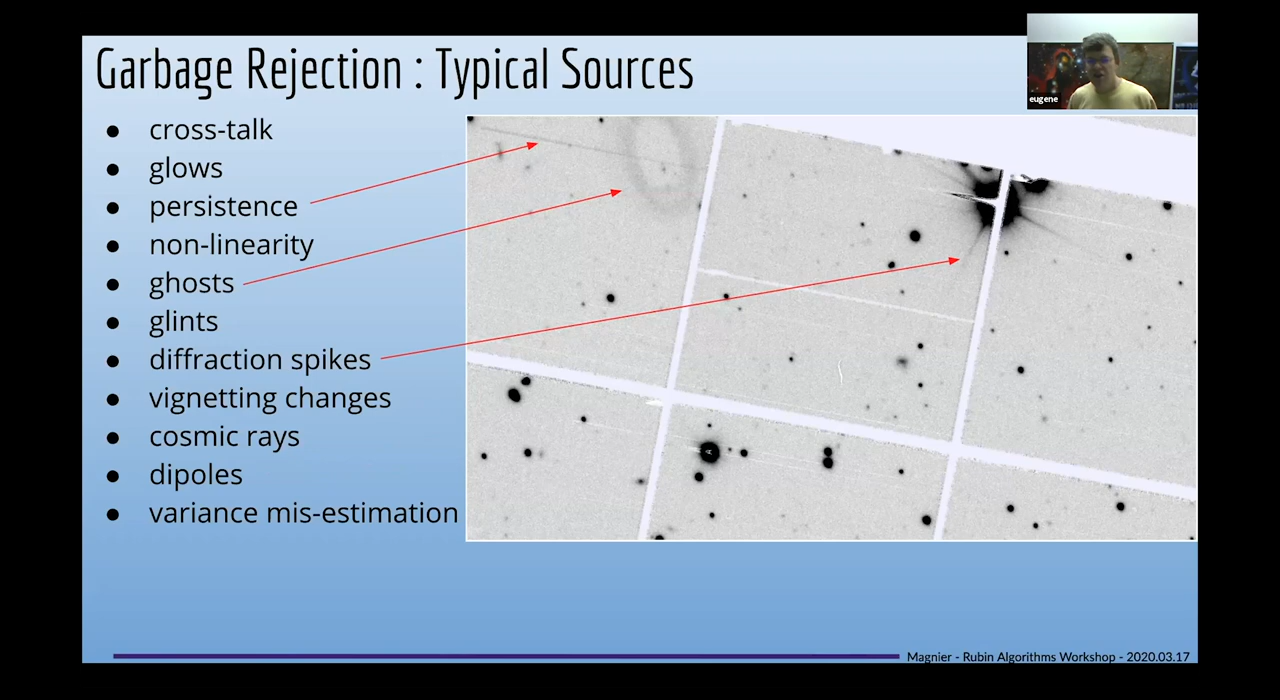 Garbage Rejection : Typical Sources
eugene
● cross-talk
● glows
● persistence
● non-linearity
● ghosts
● glints
● diffraction spikes
● vignetting changes
● cosmic rays
● dipoles
● variance mis-estimation
Magnier - Rubin Algorithms Workshop - 2020.03.17